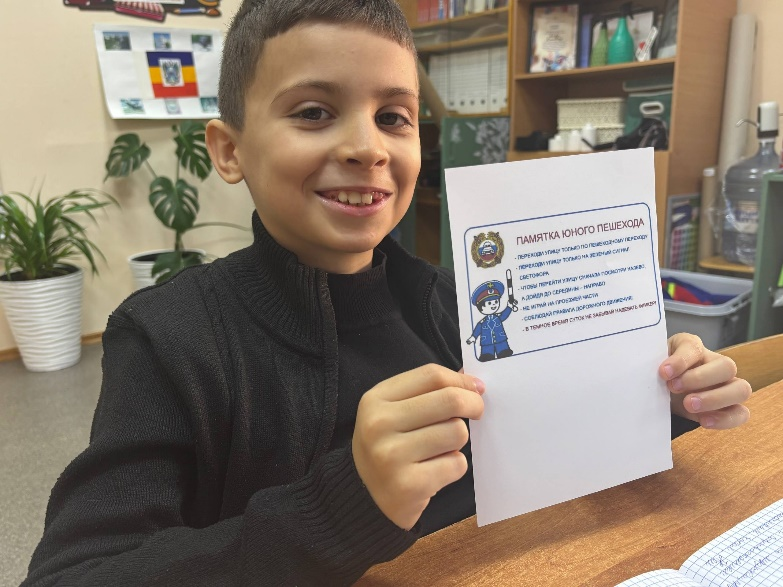 ПАМЯТКА ЮНОГО ПЕШЕХОДА
- ПЕРЕХОДИ УЛИЦУ ТОЛЬКО ПО ПЕШЕХОДНОМУ ПЕРЕХОДУ
- ПЕРЕХОДИ УЛИЦУ ТОЛЬКО НА ЗЕЛЕНЫЙ СИГНАЛ
СВЕТОФОРА
- ЧТОБЫ ПЕРЕЙТИ УЛИЦУ СНАЧАЛА ПОСМОТРИ НАЛЕВО,
А ДОЙДЯ ДО СЕРЕДИНЫ - НАПРАВО
- НЕ ИГРАЙ НА ПРОЕЗЖЕЙ ЧАСТИ
- СОБЛЮДАЙ ПРАВИЛА ДОРОЖНОГО ДВИЖЕНИЯ!
- В ТЕМНОЕ ВРЕМЯ СУТОК НЕ ЗАБЫВАЙ НАДЕВАТЬ ФЛИКЕР!